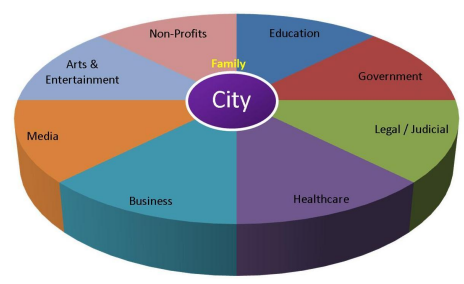 Non-Profits
Education
Arts &
Entertainment
Family
Government
City
Media
Legal / Judicial
Business
Healthcare